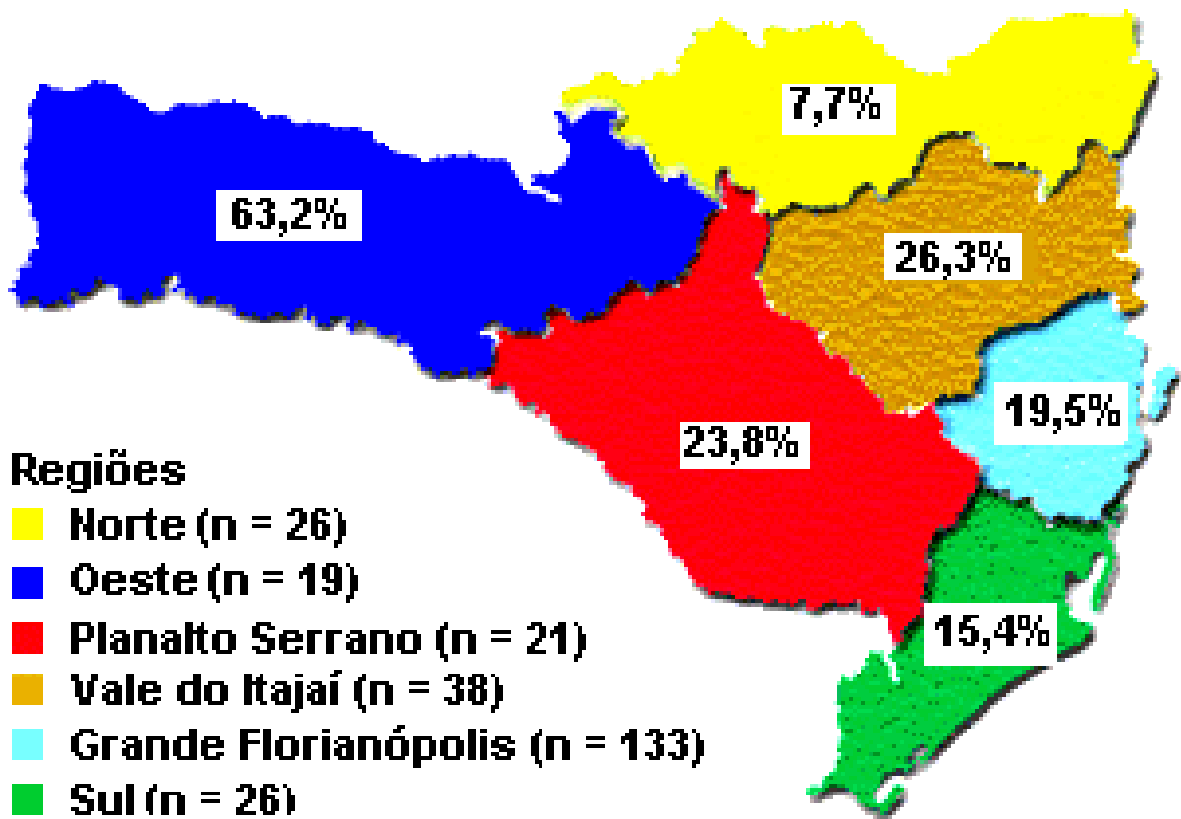 7,7%
63,2%
26,3%
19,5%
23,8%
15,4%
Regiões
Norte (n = 26)
Oeste (n = 19)
Planalto Serrano (n = 21)
Vale do Itajaí (n = 38)
Grande Florianópolis (n = 133)
Sul (n = 26)